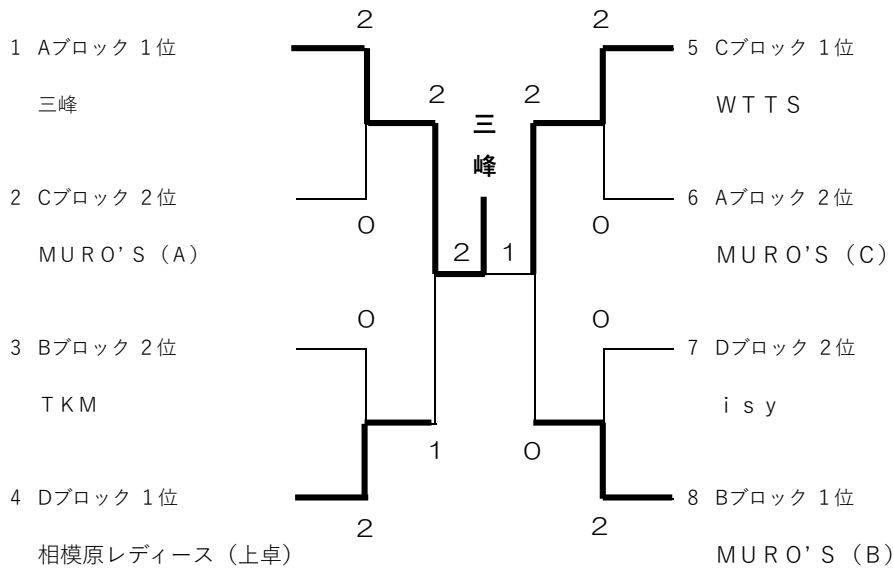 2
2
1 Aブロック 1位
5 Cブロック 1位
三峰
2
2
三
峰
WTTS
2 Cブロック 2位
6 Aブロック 2位
0
0
MURO'S（A）
2
1
MURO'S（C）
0
0
3 Bブロック 2位
7 Dブロック 2位
TKM
isy
1
0
4 Dブロック 1位
8 Bブロック 1位
2
2
相模原レディース（上卓）
MURO'S（B）